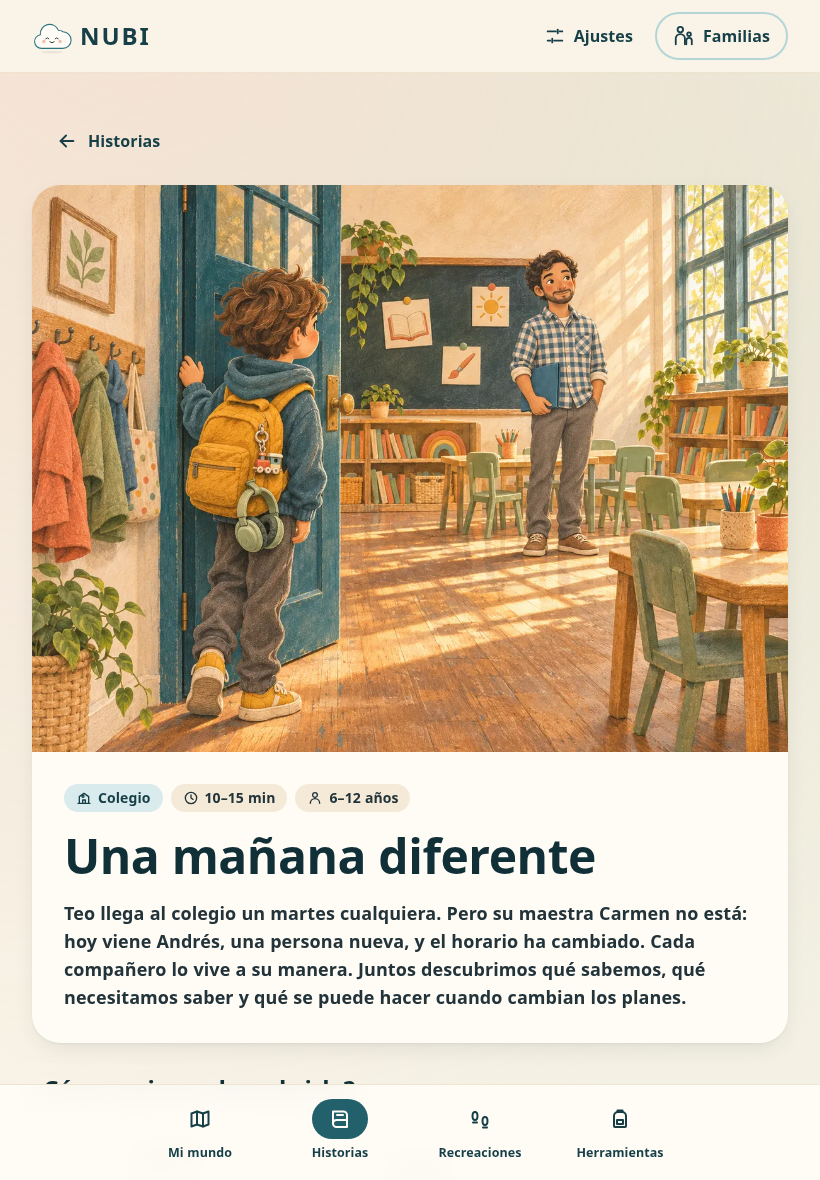 NUBI
Ajustes
Familias
Historias
Colegio
10–15 min
6–12 años
Una mañana diferente
Teo llega al colegio un martes cualquiera. Pero su maestra Carmen no está:
hoy viene Andrés, una persona nueva, y el horario ha cambiado. Cada
compañero lo vive a su manera. Juntos descubrimos qué sabemos, qué
necesitamos saber y qué se puede hacer cuando cambian los planes.
Mi mundo
Historias
Recreaciones
Herramientas